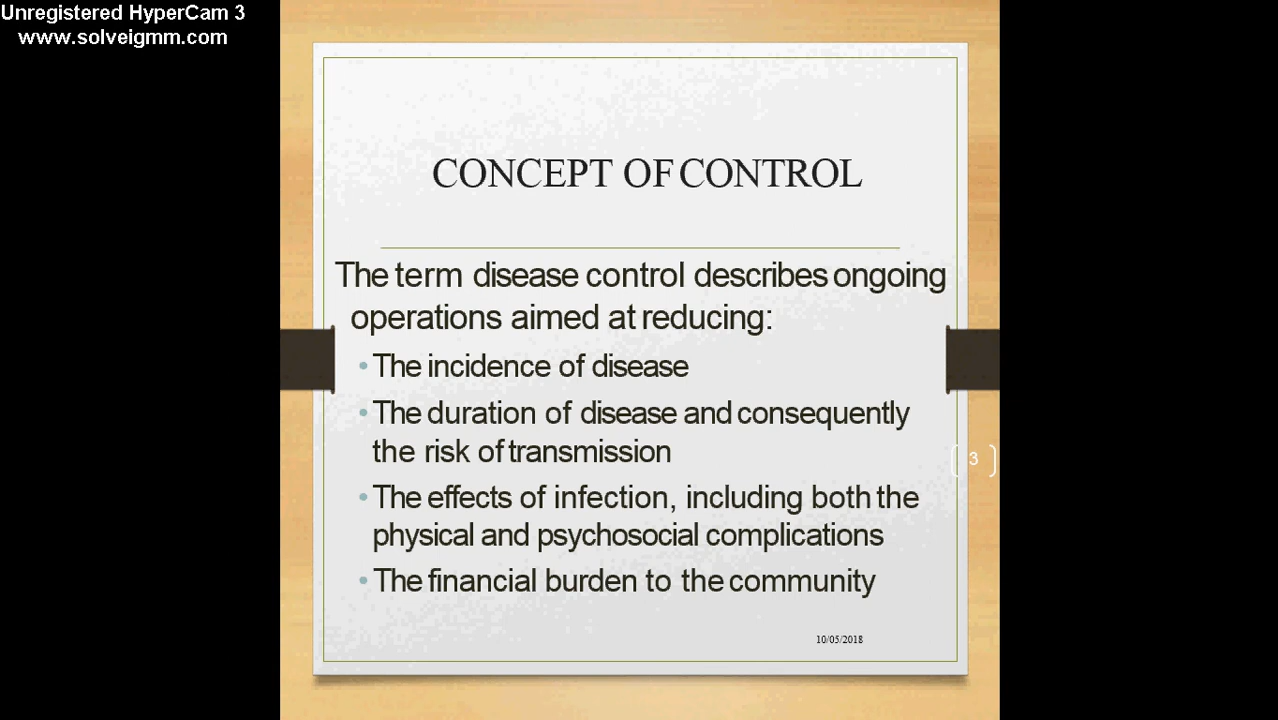 Unregistered HyperCam 3
www.solveigmm.com
CONCEPT OF CONTROL
The term disease control describes ongoing
operations aimed at reducing:
• The incidence of disease
• The duration of disease and consequently
the risk of transmission
3
• The effects of infection, including both the
physical and psychosocial complications
• The financial burden to the community
10/05/2018